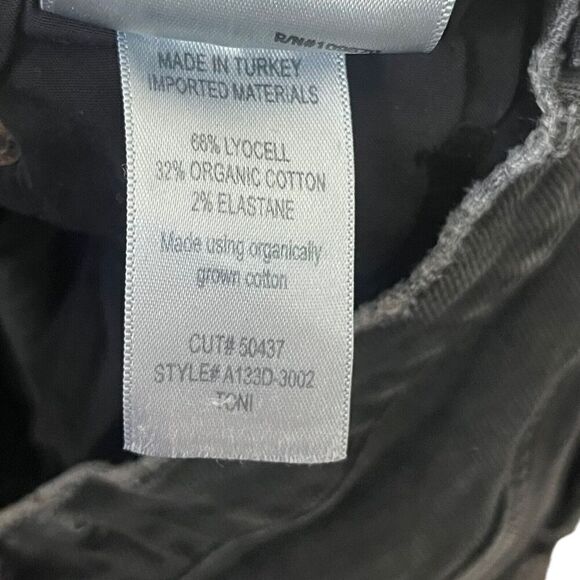 MADE IN TURKEY
IMPORTED MATERIALS
66% LYOCELL
32% ORGANIC COTTON
2% ELASTANE
Made using organically
grown cotton
CUT# 50437
STYLE# A133D-3002
TONI